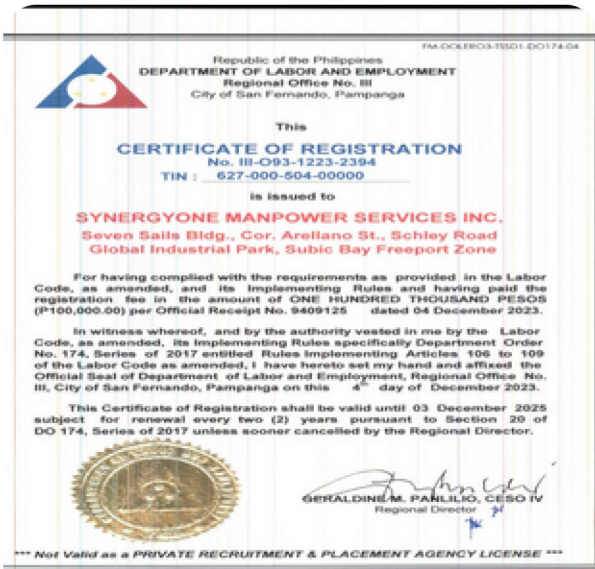 FM-DOLERO3-TSSD1-DO174-04
Republic of the Philippines
DEPARTMENT OF LABOR AND EMPLOYMENT
Regional Office No. III
City of San Fernando, Pampanga
This
CERTIFICATE OF REGISTRATION
No. III-O93-1223-2394
TIN : 627-000-504-00000
is issued to
SYNERGYONE MANPOWER SERVICES INC.
Seven Sails Bldg., Cor. Arellano St., Schley Road
Global Industrial Park, Subic Bay Freeport Zone
For having complied with the requirements as provided in the Labor
Code, as amended, and its Implementing Rules and having paid the
registration fee in the amount of ONE HUNDRED THOUSAND PESOS
(P100,000.00) per Official Receipt No. 9409125 dated 04 December 2023.
In witness whereof, and by the authority vested in me by the Labor
Code, as amended, its Implementing Rules specifically Department Order
No. 174, Series of 2017 entitled Rules Implementing Articles 106 to 109
of the Labor Code as amended, I have hereto set my hand and affixed the
Official Seal of Department of Labor and Employment, Regional Office No.
III, City of San Fernando, Pampanga on this 4th day of December 2023.
This Certificate of Registration shall be valid until 03 December 2025
subject for renewal every two (2) years pursuant to Section 20 of
DO 174, Series of 2017 unless sooner cancelled by the Regional Director.
GERALDINE M. PANLILIO, CESO IV
Regional Director
*** Not Valid as a PRIVATE RECRUITMENT & PLACEMENT AGENCY LICENSE ***